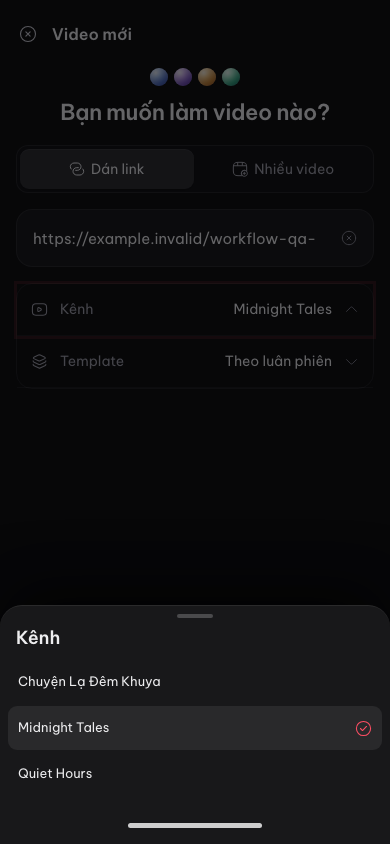 Video mới
Bạn muốn làm video nào?
Dán link
Nhiều video
https://example.invalid/workflow-qa-
Kênh
Midnight Tales
Template
Theo luân phiên
Kênh
Chuyện Lạ Đêm Khuya
Midnight Tales
Quiet Hours